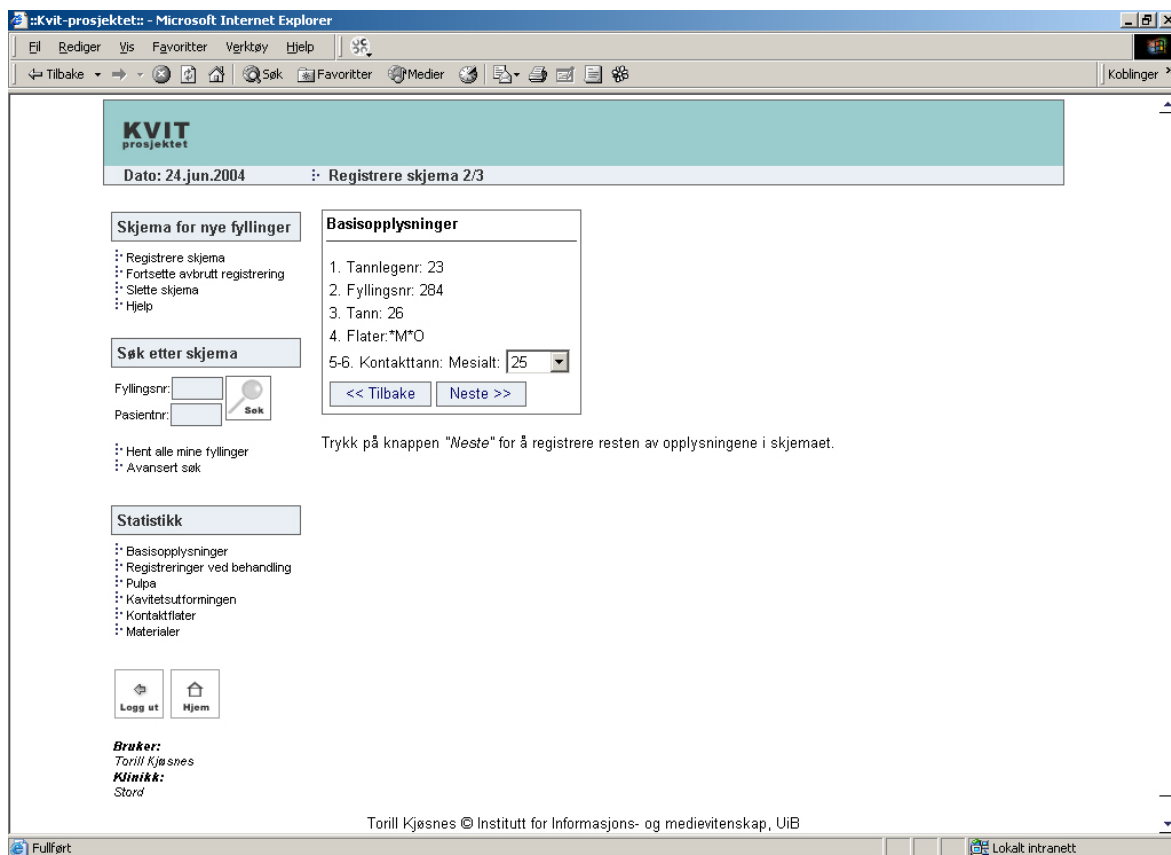 ::Kvit-prosjektet:: - Microsoft Internet Explorer
Fil Rediger Vis Favoritter Verktøy Hjelp
Tilbake Søk Favoritter Medier Koblinger
KVIT
prosjektet
Dato: 24.jun.2004 Registrere skjema 2/3
Skjema for nye fyllinger
Registrere skjema
Fortsette avbrutt registrering
Slette skjema
Hjelp
Søk etter skjema
Fyllingsnr:
Pasientnr:
Søk
Hent alle mine fyllinger
Avansert søk
Statistikk
Basisopplysninger
Registreringer ved behandling
Pulpa
Kavitetsutformingen
Kontaktflater
Materialer
Logg ut Hjem
Bruker:
Torill Kjøsnes
Klinikk:
Stord
Basisopplysninger
1. Tannlegenr: 23
2. Fyllingsnr: 284
3. Tann: 26
4. Flater:*M*O
5-6. Kontakttann: Mesialt: 25
<< Tilbake Neste >>
Trykk på knappen "Neste" for å registrere resten av opplysningene i skjemaet.
Torill Kjøsnes © Institutt for Informasjons- og medievitenskap, UiB
Fullført Lokalt intranett